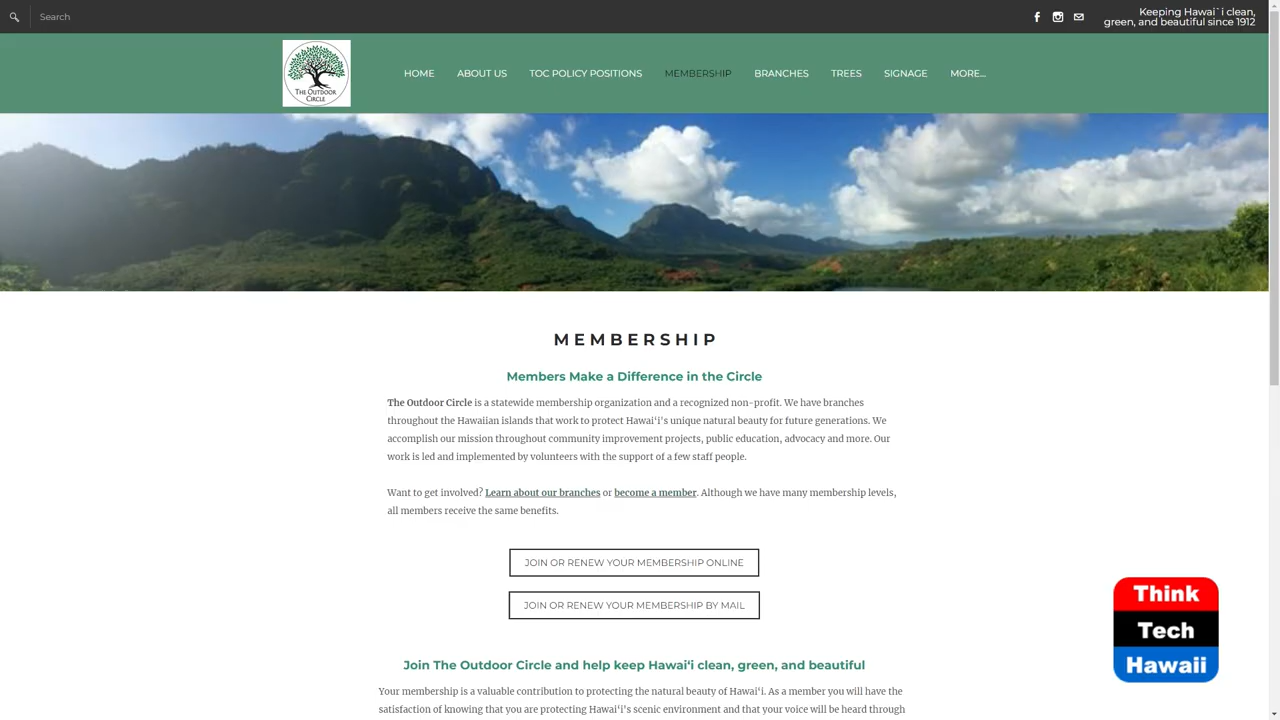 Search
Keeping Hawai`i clean,
green, and beautiful since 1912
THE OUTDOOR
CIRCLE
HOME
ABOUT US
TOC POLICY POSITIONS
MEMBERSHIP
BRANCHES
TREES
SIGNAGE
MORE...
MEMBERSHIP
Members Make a Difference in the Circle
The Outdoor Circle is a statewide membership organization and a recognized non-profit. We have branches
throughout the Hawaiian islands that work to protect Hawaiʻi's unique natural beauty for future generations. We
accomplish our mission throughout community improvement projects, public education, advocacy and more. Our
work is led and implemented by volunteers with the support of a few staff people.
Want to get involved? Learn about our branches or become a member. Although we have many membership levels,
all members receive the same benefits.
JOIN OR RENEW YOUR MEMBERSHIP ONLINE
JOIN OR RENEW YOUR MEMBERSHIP BY MAIL
Think
Tech
Hawaii
Join The Outdoor Circle and help keep Hawaiʻi clean, green, and beautiful
Your membership is a valuable contribution to protecting the natural beauty of Hawaiʻi. As a member you will have the
satisfaction of knowing that you are protecting Hawaiʻi's scenic environment and that your voice will be heard through